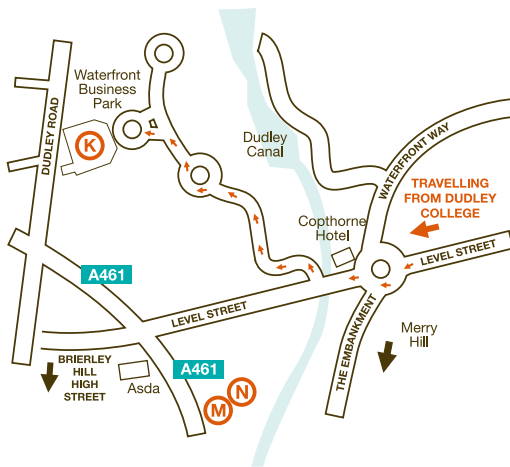 Waterfront
Business
Park
DUDLEY ROAD
K
Dudley
Canal
WATERFRONT WAY
TRAVELLING
FROM DUDLEY
COLLEGE
Copthorne
Hotel
LEVEL STREET
A461
LEVEL STREET
THE EMBANKMENT
Merry
Hill
BRIERLEY
HILL
HIGH
STREET
Asda
A461
N
M